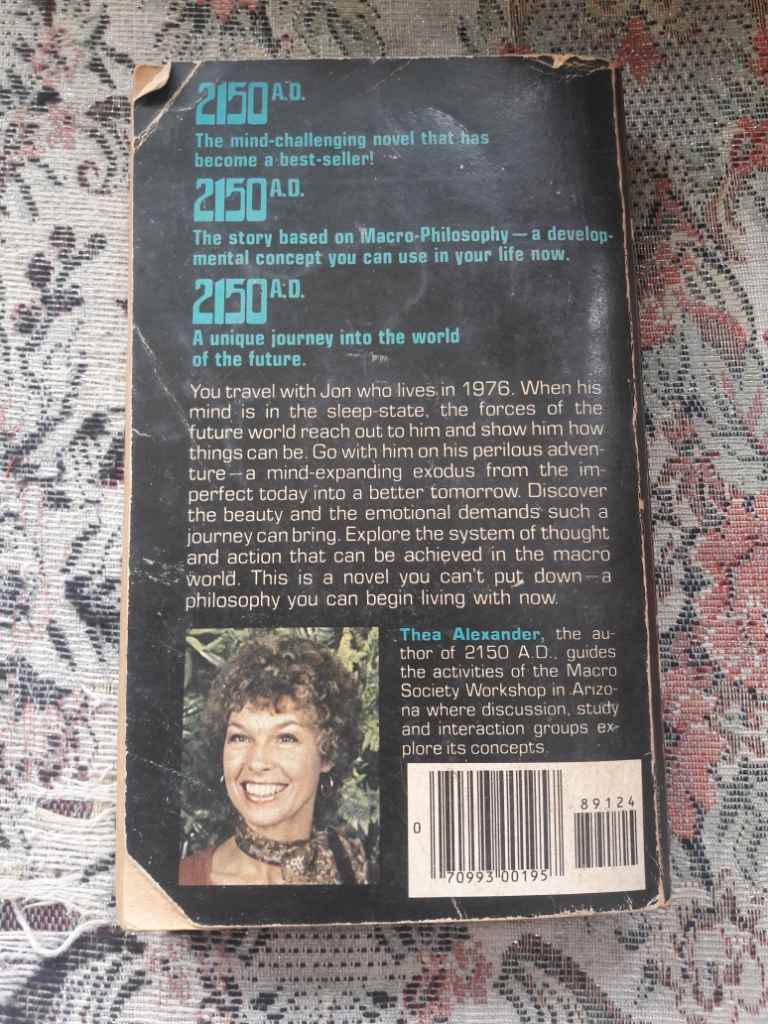 2150 A.D.
The mind-challenging novel that has
become a best-seller!
2150 A.D.
The story based on Macro-Philosophy—a develop-
mental concept you can use in your life now.
2150 A.D.
A unique journey into the world
of the future.
You travel with Jon who lives in 1976. When his
mind is in the sleep-state, the forces of the
future world reach out to him and show him how
things can be. Go with him on his perilous adven-
ture—a mind-expanding exodus from the im-
perfect today into a better tomorrow. Discover
the beauty and the emotional demands such a
journey can bring. Explore the system of thought
and action that can be achieved in the macro
world. This is a novel you can't put down—a
philosophy you can begin living with now.
Thea Alexander, the au-
thor of 2150 A.D., guides
the activities of the Macro
Society Workshop in Arizo-
na where discussion, study
and interaction groups ex-
plore its concepts.
89124
0
70993 00195